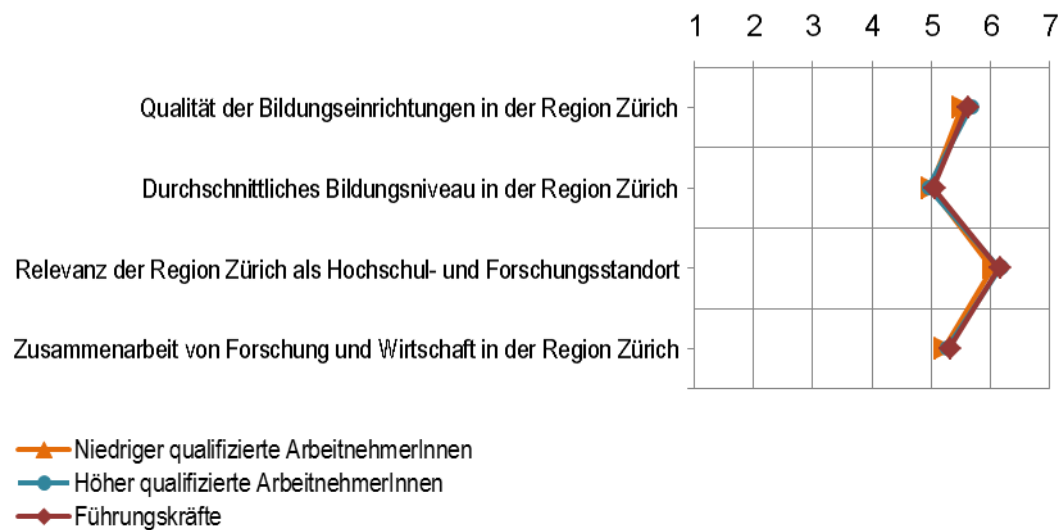 1 2 3 4 5 6 7
Qualität der Bildungseinrichtungen in der Region Zürich
Durchschnittliches Bildungsniveau in der Region Zürich
Relevanz der Region Zürich als Hochschul- und Forschungsstandort
Zusammenarbeit von Forschung und Wirtschaft in der Region Zürich
Niedriger qualifizierte ArbeitnehmerInnen
Höher qualifizierte ArbeitnehmerInnen
Führungskräfte